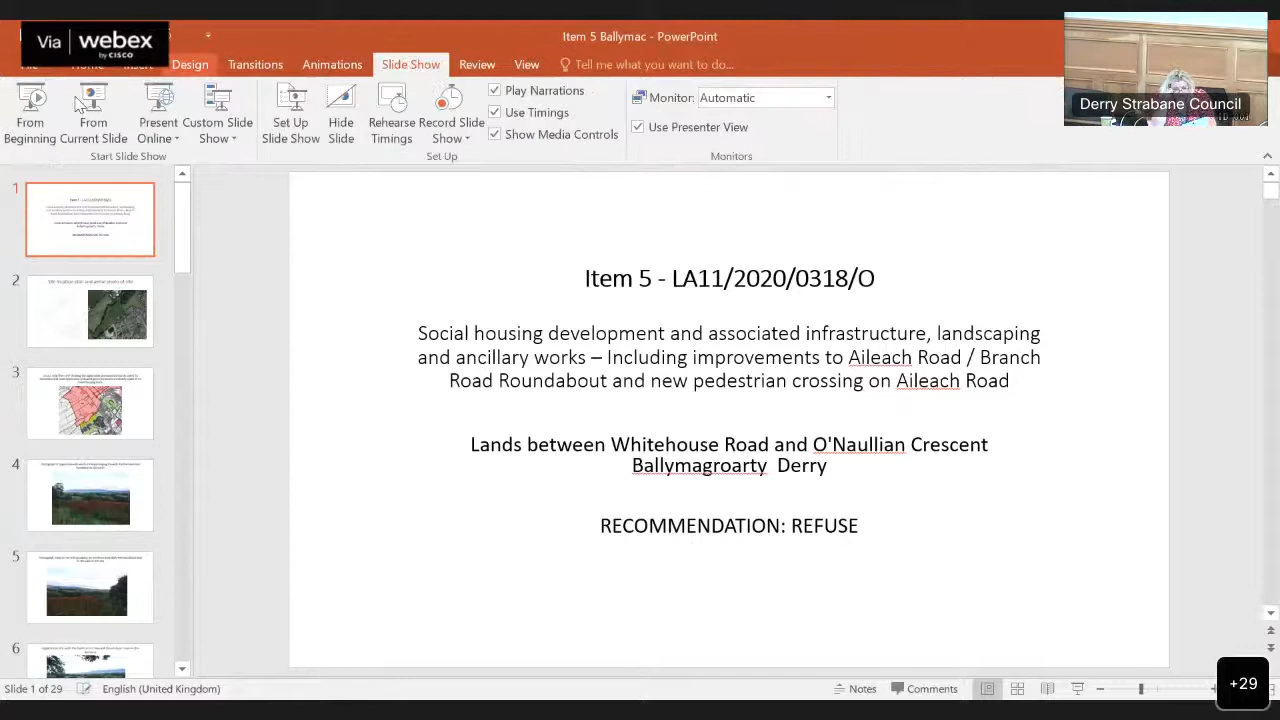 Via webex
by CISCO
Item 5 Ballymac - PowerPoint
Design Transitions Animations Slide Show Review View Tell me what you want to do...
Derry Strabane Council
From Beginning
From Current Slide
Present Online
Custom Slide Show
Set Up Slide Show
Hide Slide
Rehearse Timings
Record Slide Show
Play Narrations
Use Timings
Show Media Controls
Monitor: Automatic
Use Presenter View
Start Slide Show Set Up Monitors
1
2
3
5
6
Item 5 - LA11/2020/0318/O
Social housing development and associated infrastructure, landscaping
and ancillary works – Including improvements to Aileach Road / Branch
Road Roundabout and new pedestrian crossing on Aileach Road
Lands between Whitehouse Road and O'Naullian Crescent
Ballymagroarty Derry
RECOMMENDATION: REFUSE
Slide 1 of 29 English (United Kingdom) Notes Comments
+29